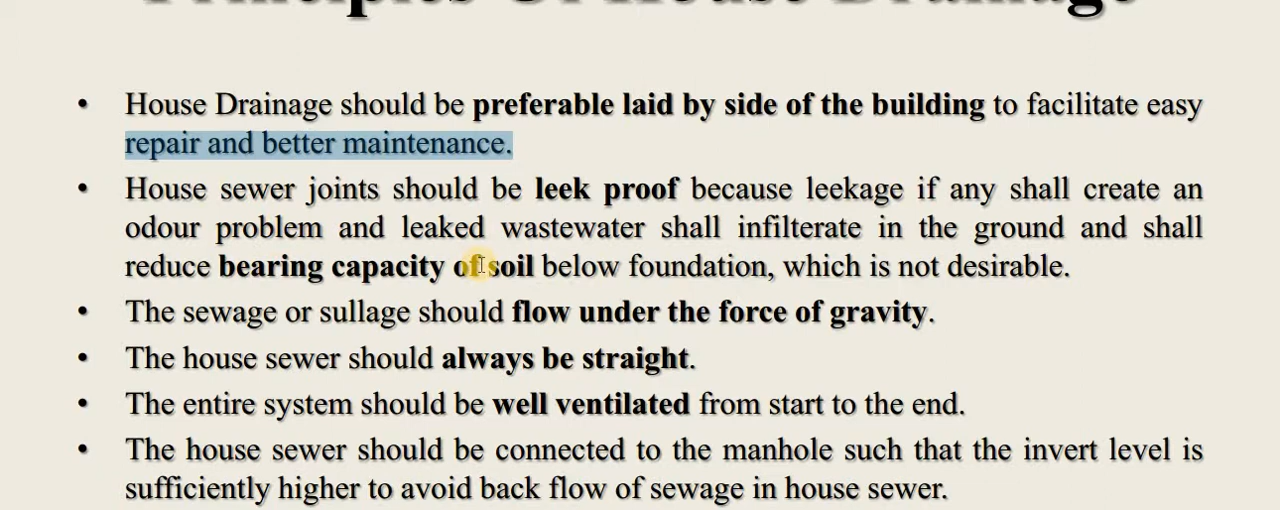 Principles Of House Drainage
• House Drainage should be preferable laid by side of the building to facilitate easy
repair and better maintenance.
• House sewer joints should be leek proof because leekage if any shall create an
odour problem and leaked wastewater shall infilterate in the ground and shall
reduce bearing capacity of soil below foundation, which is not desirable.
• The sewage or sullage should flow under the force of gravity.
• The house sewer should always be straight.
• The entire system should be well ventilated from start to the end.
• The house sewer should be connected to the manhole such that the invert level is
sufficiently higher to avoid back flow of sewage in house sewer.